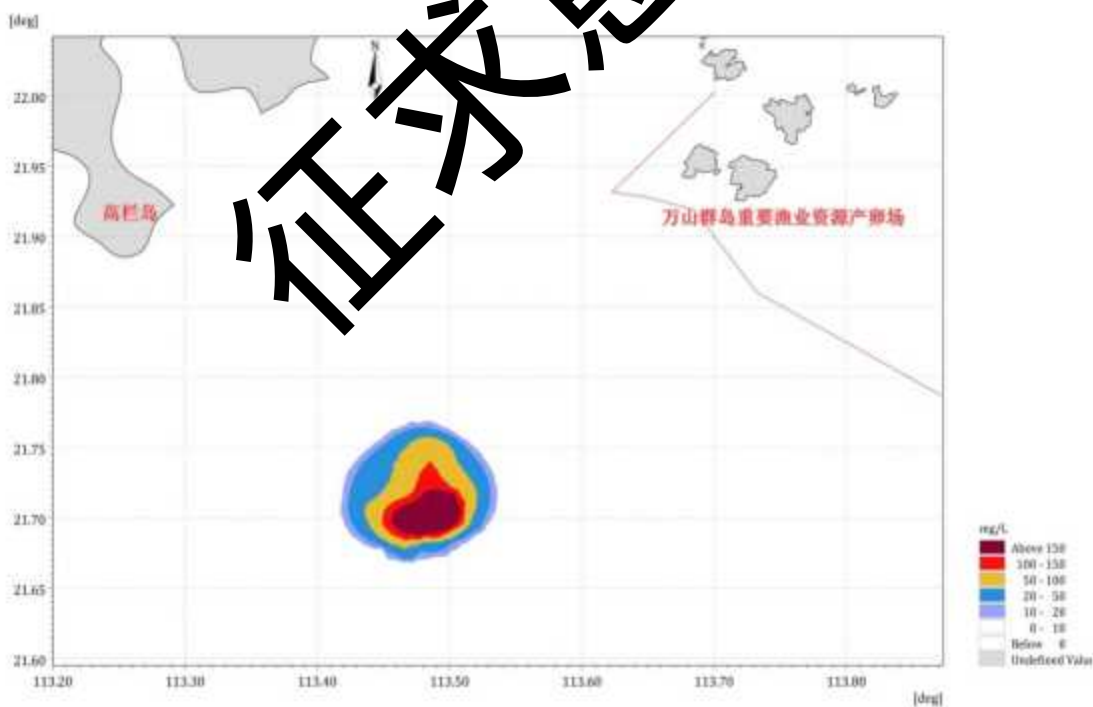 [deg]
征求意
N
22.00
21.95
高栏岛
万山群岛重要渔业资源产卵场
21.90
21.85
21.80
21.75
21.70
21.65
21.60
113.20 113.30 113.40 113.50 113.60 113.70 113.80
[deg]
mg/L
Above 150
100 - 150
50 - 100
20 - 50
10 - 20
0 - 10
Below 0
Undefined Value